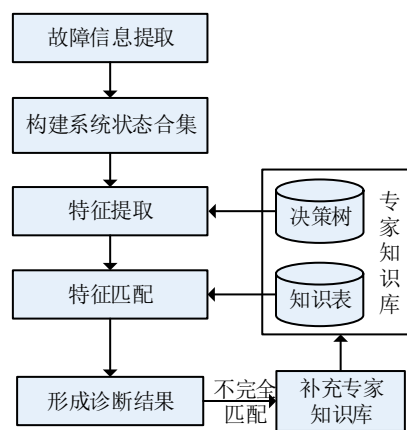 故障信息提取
构建系统状态合集
特征提取
决策树
专家知识库
特征匹配
知识表
形成诊断结果
不完全
匹配
补充专家
知识库